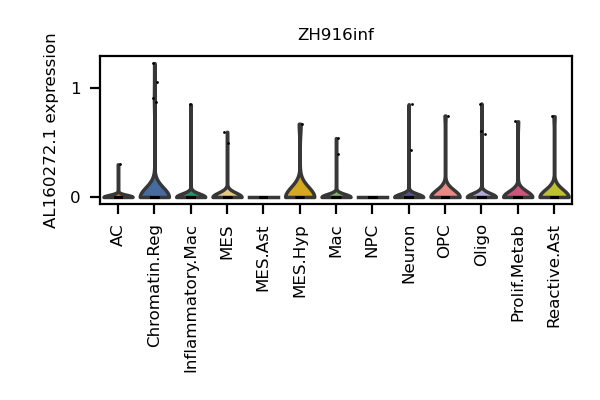 ZH916inf
AL160272.1 expression
1
0
AC
Chromatin.Reg
Inflammatory.Mac
MES
MES.Ast
MES.Hyp
Mac
NPC
Neuron
OPC
Oligo
Prolif.Metab
Reactive.Ast